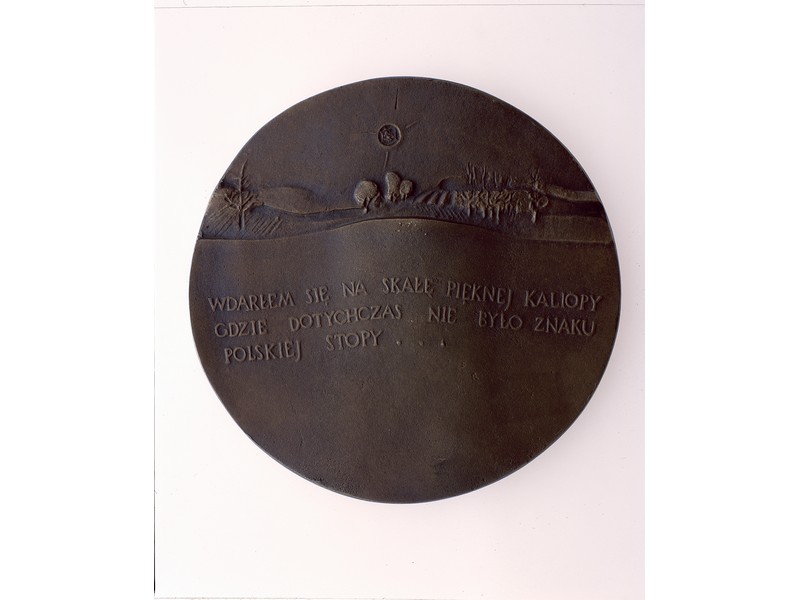 WDARŁEM SIĘ NA SKAŁĘ PIĘKNEJ KALIOPY
GDZIE DOTYCHCZAS NIE BYŁO ZNAKU
POLSKIEJ STOPY . . .